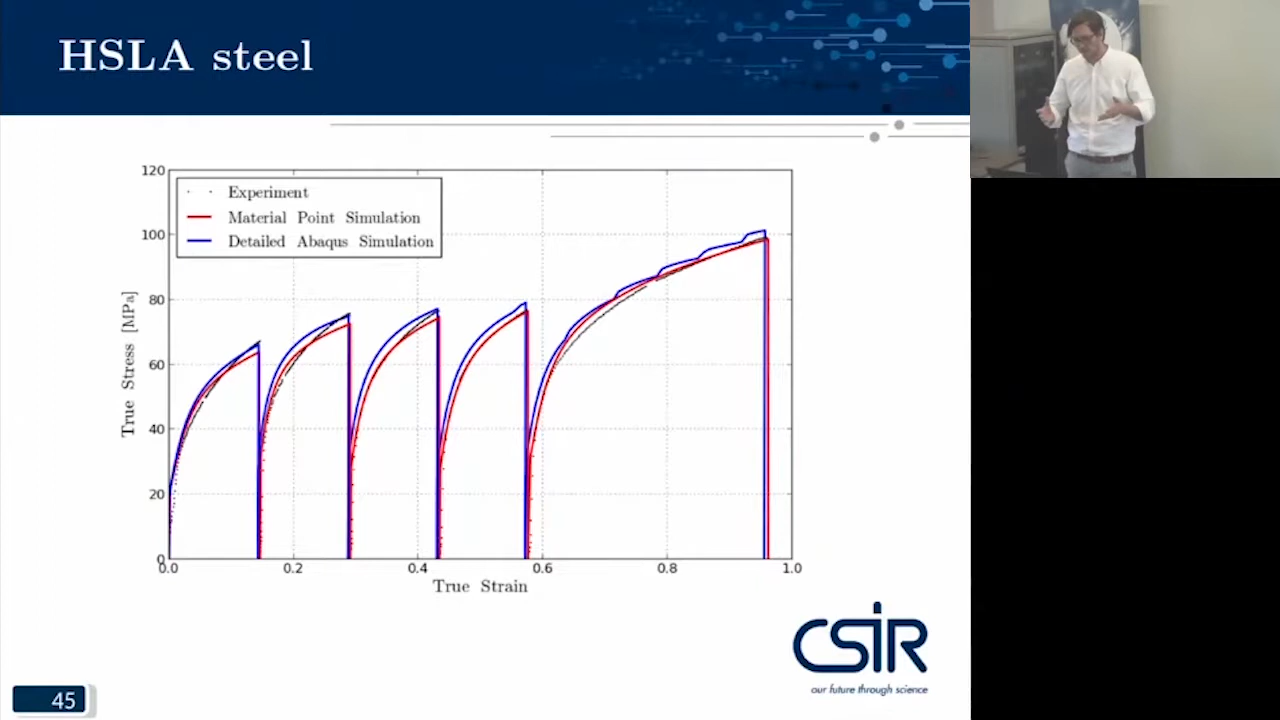 HSLA steel
Experiment
Material Point Simulation
Detailed Abaqus Simulation
True Stress [MPa]
120
100
80
60
40
20
0
0.0 0.2 0.4 0.6 0.8 1.0
True Strain
CSIR
our future through science
45